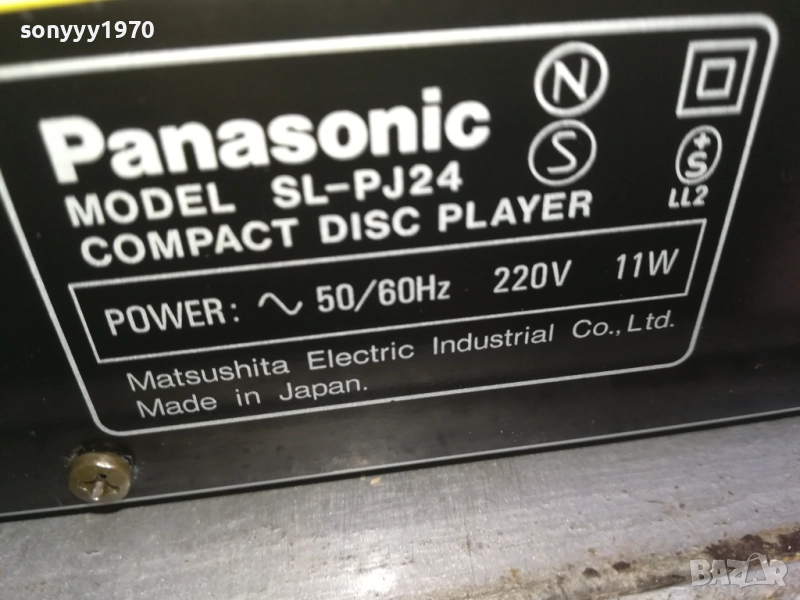 sonyyy1970
Panasonic
N
MODEL SL-PJ24
S
+
S
LL2
COMPACT DISC PLAYER
POWER: ∿ 50/60Hz 220V 11W
Matsushita Electric Industrial Co., Ltd.
Made in Japan.
BAZAR